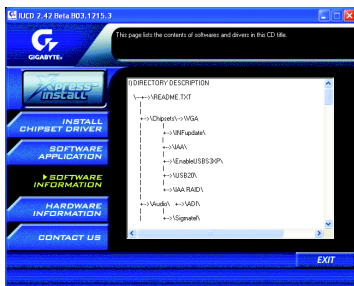 IUCD 2.42 Beta B03.1215.3
GIGABYTE
This page lists the contents of softwares and drivers in this CD title.
Xpress-
INSTALL
INSTALL
CHIPSET DRIVER
SOFTWARE
APPLICATION
SOFTWARE
INFORMATION
HARDWARE
INFORMATION
CONTACT US
I)DIRECTORY DESCRIPTION
\--+-->\README.TXT
|
+-->\Chipsets\--> \VGA
| |
| +-->\INFupdate\
| |
| +-->\IAA\
| |
| +-->\EnableUSBS3XP\
| |
| +-->\USB20\
| |
| +-->\IAA RAID\
|
+-->\Audio\ +-->\ADI\
| |
| +-->\Sigmatel\
EXIT